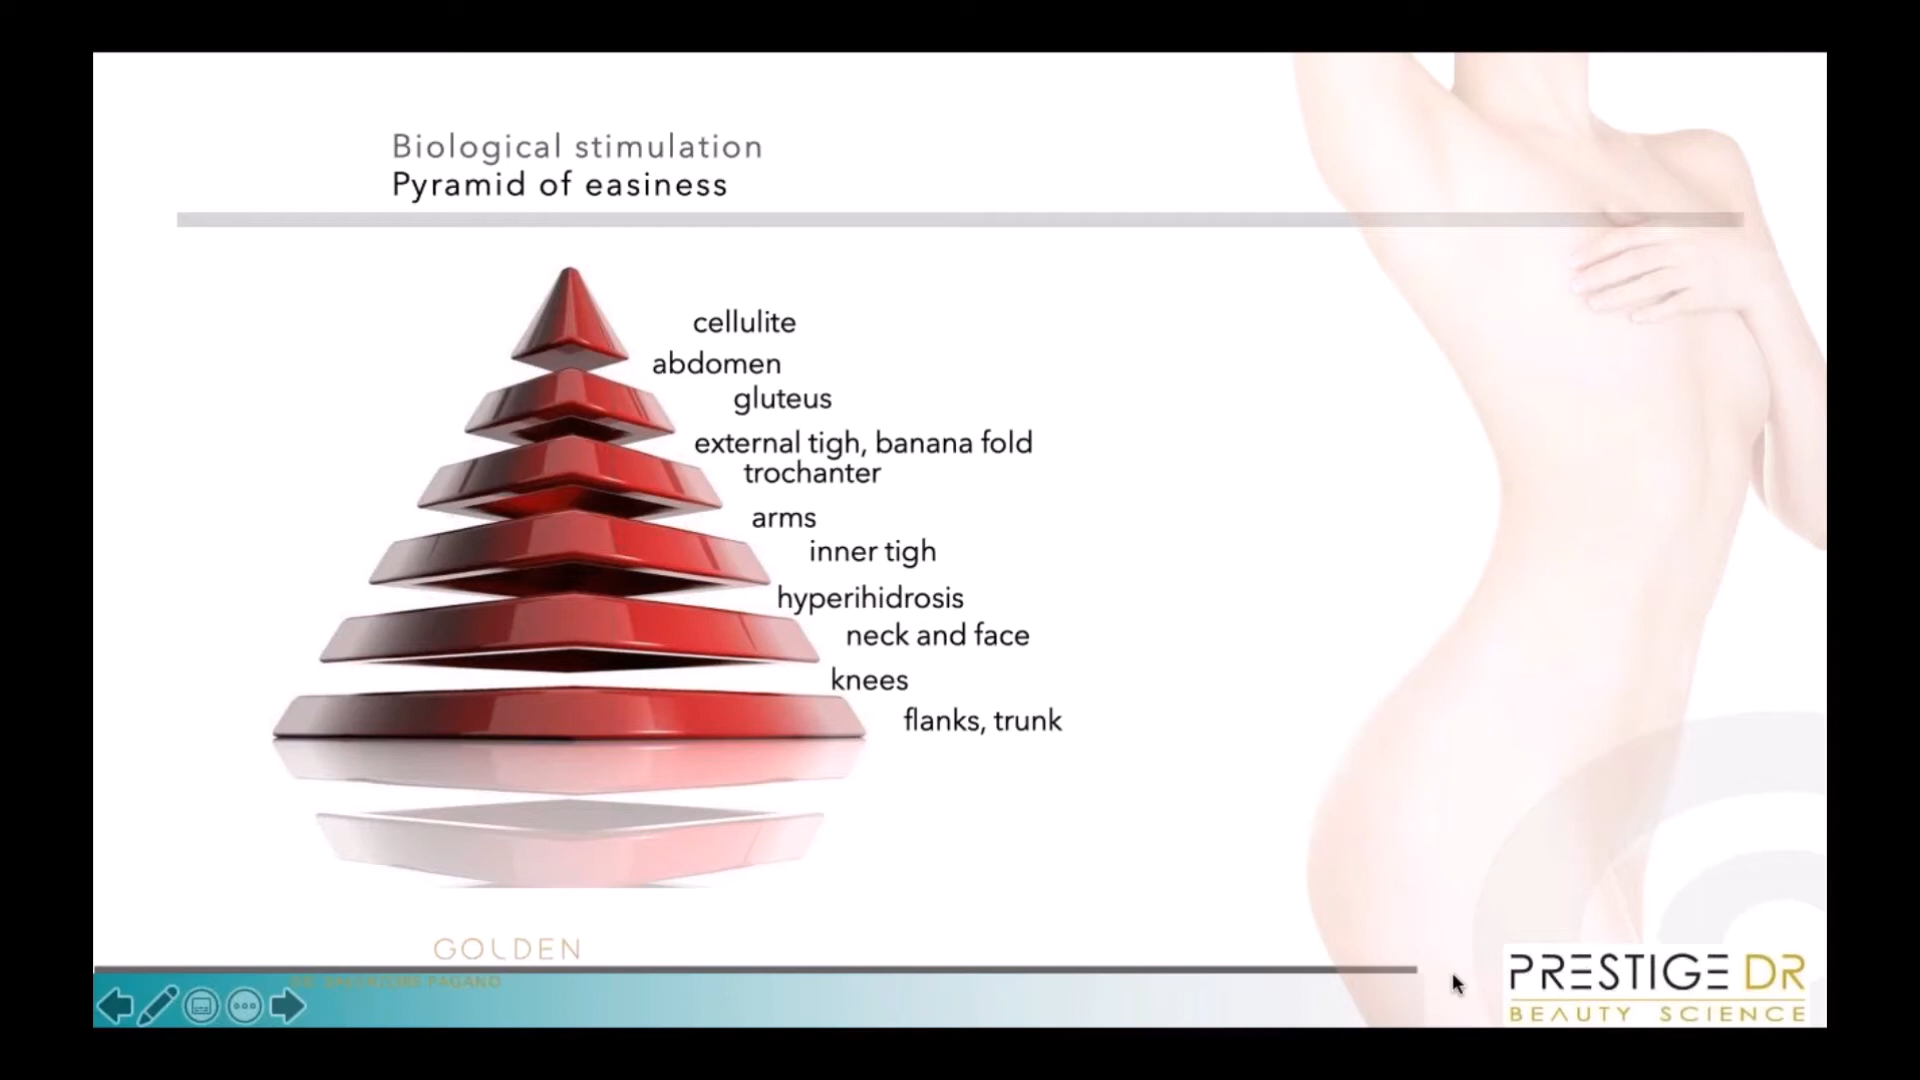 Biological stimulation
Pyramid of easiness
cellulite
abdomen
gluteus
external tigh, banana fold
trochanter
arms
inner tigh
hyperihidrosis
neck and face
knees
flanks, trunk
GOLDEN
PAGANO
PRESTIGE DR
BEAUTY SCIENCE